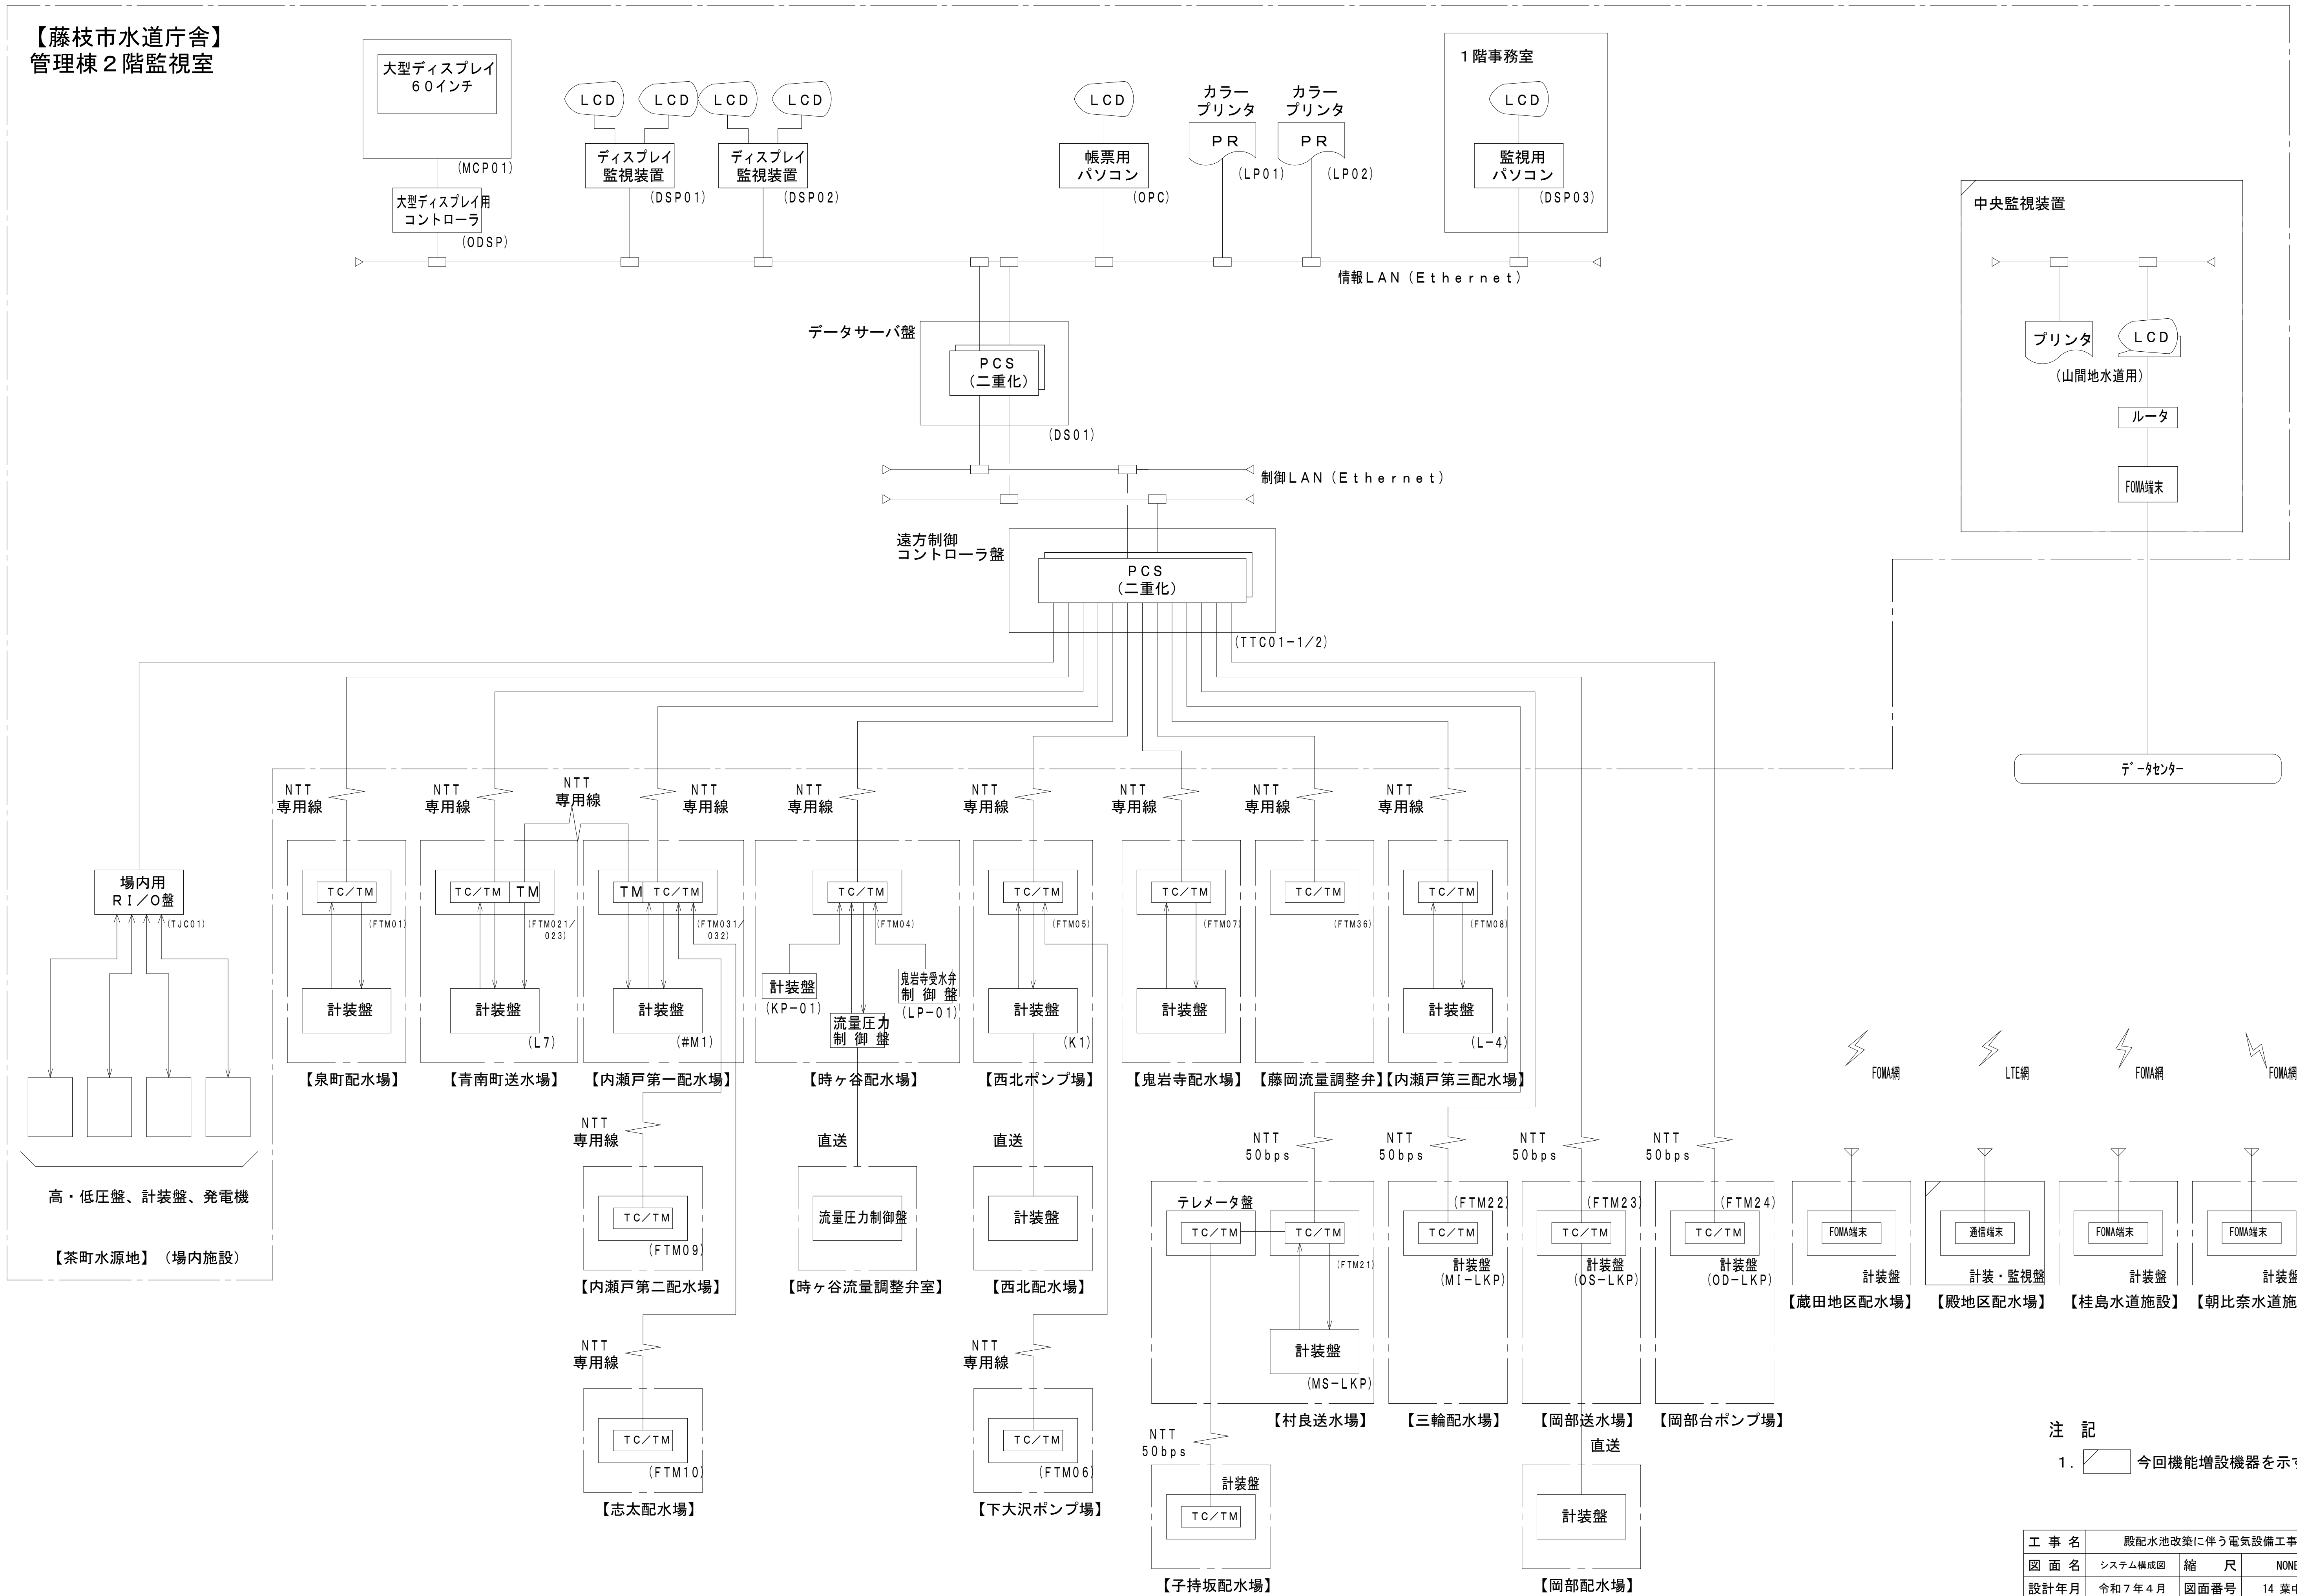 【藤枝市水道庁舎】
管理棟２階監視室
大型ディスプレイ
６０インチ
(MCP01)
大型ディスプレイ用
コントローラ
(ODSP)
LCD
LCD
ディスプレイ
監視装置
(DSP01)
LCD
LCD
ディスプレイ
監視装置
(DSP02)
LCD
帳票用
パソコン
(OPC)
カラー
プリンタ
PR
(LP01)
カラー
プリンタ
PR
(LP02)
１階事務室
LCD
監視用
パソコン
(DSP03)
情報LAN（Ethernet）
中央監視装置
プリンタ
LCD
（山間地水道用）
ルータ
FOMA端末
データセンター
データサーバ盤
PCS
（二重化）
(DS01)
制御LAN（Ethernet）
遠方制御
コントローラ盤
PCS
（二重化）
(TTC01-1/2)
場内用
RI／O盤
(TJC01)
高・低圧盤、計装盤、発電機
【茶町水源地】（場内施設）
NTT
専用線
TC／TM
(FTM01)
計装盤
【泉町配水場】
NTT
専用線
TC／TM
TM
(FTM021/
023)
計装盤
(L7)
【青南町送水場】
NTT
専用線
NTT
専用線
TM
TC／TM
(FTM031/
032)
計装盤
(#M1)
【内瀬戸第一配水場】
NTT
専用線
TC／TM
(FTM09)
【内瀬戸第二配水場】
NTT
専用線
TC／TM
(FTM10)
【志太配水場】
NTT
専用線
TC／TM
(FTM04)
計装盤
(KP-01)
鬼岩寺受水弁
制御盤
(LP-01)
流量圧力
制御盤
【時ヶ谷配水場】
直送
流量圧力制御盤
【時ヶ谷流量調整弁室】
NTT
専用線
TC／TM
(FTM05)
計装盤
(K1)
【西北ポンプ場】
直送
計装盤
【西北配水場】
NTT
専用線
TC／TM
(FTM06)
【下大沢ポンプ場】
NTT
専用線
TC／TM
(FTM07)
計装盤
【鬼岩寺配水場】
NTT
専用線
TC／TM
(FTM36)
【藤岡流量調整弁】
NTT
専用線
TC／TM
(FTM08)
計装盤
(L-4)
【内瀬戸第三配水場】
NTT
50bps
テレメータ盤
TC／TM
TC／TM
(FTM21)
計装盤
(MS-LKP)
【村良送水場】
NTT
50bps
計装盤
TC／TM
【子持坂配水場】
NTT
50bps
(FTM22)
TC／TM
計装盤
(MI-LKP)
【三輪配水場】
NTT
50bps
(FTM23)
TC／TM
計装盤
(OS-LKP)
【岡部送水場】
直送
計装盤
【岡部配水場】
NTT
50bps
(FTM24)
TC／TM
計装盤
(OD-LKP)
【岡部台ポンプ場】
FOMA網
FOMA端末
計装盤
【蔵田地区配水場】
LTE網
通信端末
計装・監視盤
【殿地区配水場】
FOMA網
FOMA端末
計装盤
【桂島水道施設】
FOMA網
FOMA端末
計装盤
【朝比奈水道施
注 記
１．今回機能増設機器を示す
工 事 名 殿配水池改築に伴う電気設備工事
図 面 名 システム構成図 縮 尺 NONE
設計年月 令和７年４月 図面番号 14 葉中